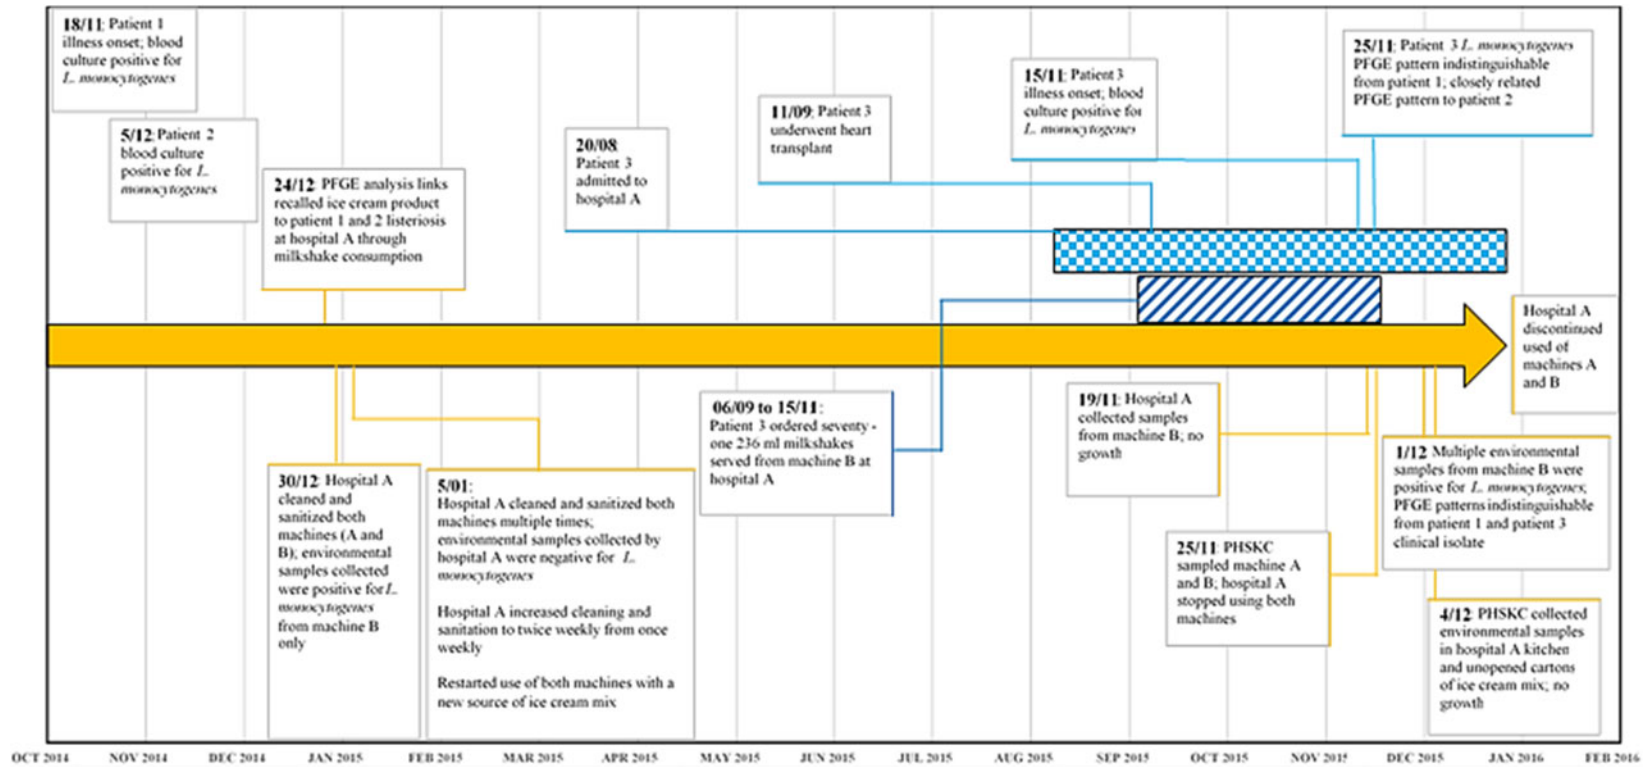 18/11: Patient 1
illness onset; blood
culture positive for
L. monocytogenes
5/12: Patient 2
blood culture
positive for L.
monocytogenes
24/12: PFGE analysis links
recalled ice cream product
to patient 1 and 2 listeriosis
at hospital A through
milkshake consumption
20/08:
Patient 3
admitted to
hospital A
11/09: Patient 3
underwent heart
transplant
15/11: Patient 3
illness onset; blood
culture positive for
L. monocytogenes
25/11: Patient 3 L. monocytogenes
PFGE pattern indistinguishable
from patient 1; closely related
PFGE pattern to patient 2
Hospital A
discontinued
used of
machines A
and B
30/12: Hospital A
cleaned and
sanitized both
machines (A and
B); environmental
samples collected
were positive for L.
monocytogenes
from machine B
only
5/01:
Hospital A cleaned and sanitized both
machines multiple times;
environmental samples collected by
hospital A were negative for L.
monocytogenes
Hospital A increased cleaning and
sanitation to twice weekly from once
weekly
Restarted use of both machines with a
new source of ice cream mix
06/09 to 15/11:
Patient 3 ordered seventy-
one 236 ml milkshakes
served from machine B at
hospital A
19/11: Hospital A
collected samples
from machine B; no
growth
25/11: PHSKC
sampled machine A
and B; hospital A
stopped using both
machines
1/12 Multiple environmental
samples from machine B were
positive for L. monocytogenes;
PFGE patterns indistinguishable
from patient 1 and patient 3
clinical isolate
4/12: PHSKC collected
environmental samples
in hospital A kitchen
and unopened cartons
of ice cream mix; no
growth
OCT 2014 NOV 2014 DEC 2014 JAN 2015 FEB 2015 MAR 2015 APR 2015 MAY 2015 JUN 2015 JUL 2015 AUG 2015 SEP 2015 OCT 2015 NOV 2015 DEC 2015 JAN 2016 FEB 2016